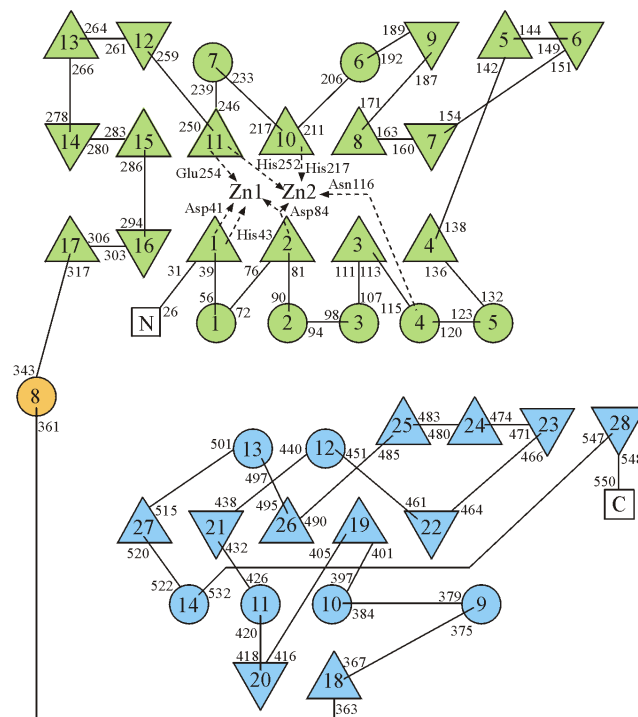 264 144
13 12 189 9 5 6
261 259 7 6 192 149
266 233 206 142 151
239 187
246 171 154
278 283 15 250 217 10 211 163 7
14 280 11 8 160
286 His252 His217
Glu254 Zn1 Zn2 Asn116
Asp41 Asp84
294 His43 138
17 306 16 1 2 3 4
303
317 31 39 76 81 111 113 136
56 90 107 115 132
N 98 123
26 1 72 2 94 3 4 120 5
343
8 483 474 23 28
361 25 480 24 471 547
501 13 440 12 451 485 466 548
497 550
C
438 495 461 464
515 490
27 21 26 19 22
520 432 405 401
522 426 397 379
14 532 11 10 384 9
420 375
418 416 367
20 18
363